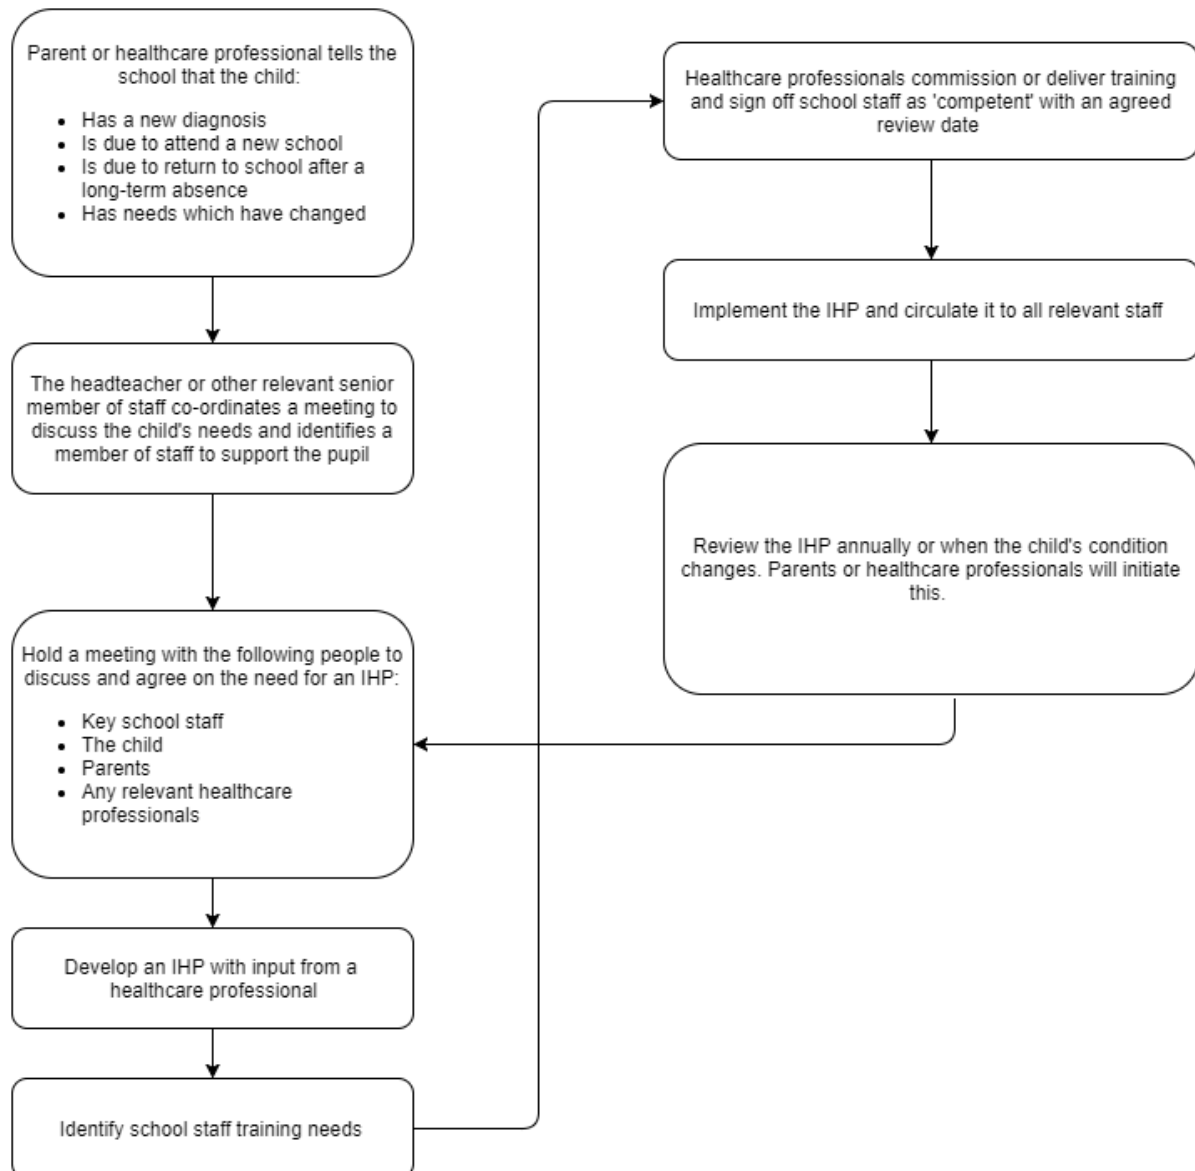 Parent or healthcare professional tells the
school that the child:
• Has a new diagnosis
• Is due to attend a new school
• Is due to return to school after a
long-term absence
• Has needs which have changed
The headteacher or other relevant senior
member of staff co-ordinates a meeting to
discuss the child's needs and identifies a
member of staff to support the pupil
Hold a meeting with the following people to
discuss and agree on the need for an IHP:
• Key school staff
• The child
• Parents
• Any relevant healthcare
professionals
Develop an IHP with input from a
healthcare professional
Identify school staff training needs
Healthcare professionals commission or deliver training
and sign off school staff as 'competent' with an agreed
review date
Implement the IHP and circulate it to all relevant staff
Review the IHP annually or when the child's condition
changes. Parents or healthcare professionals will initiate
this.